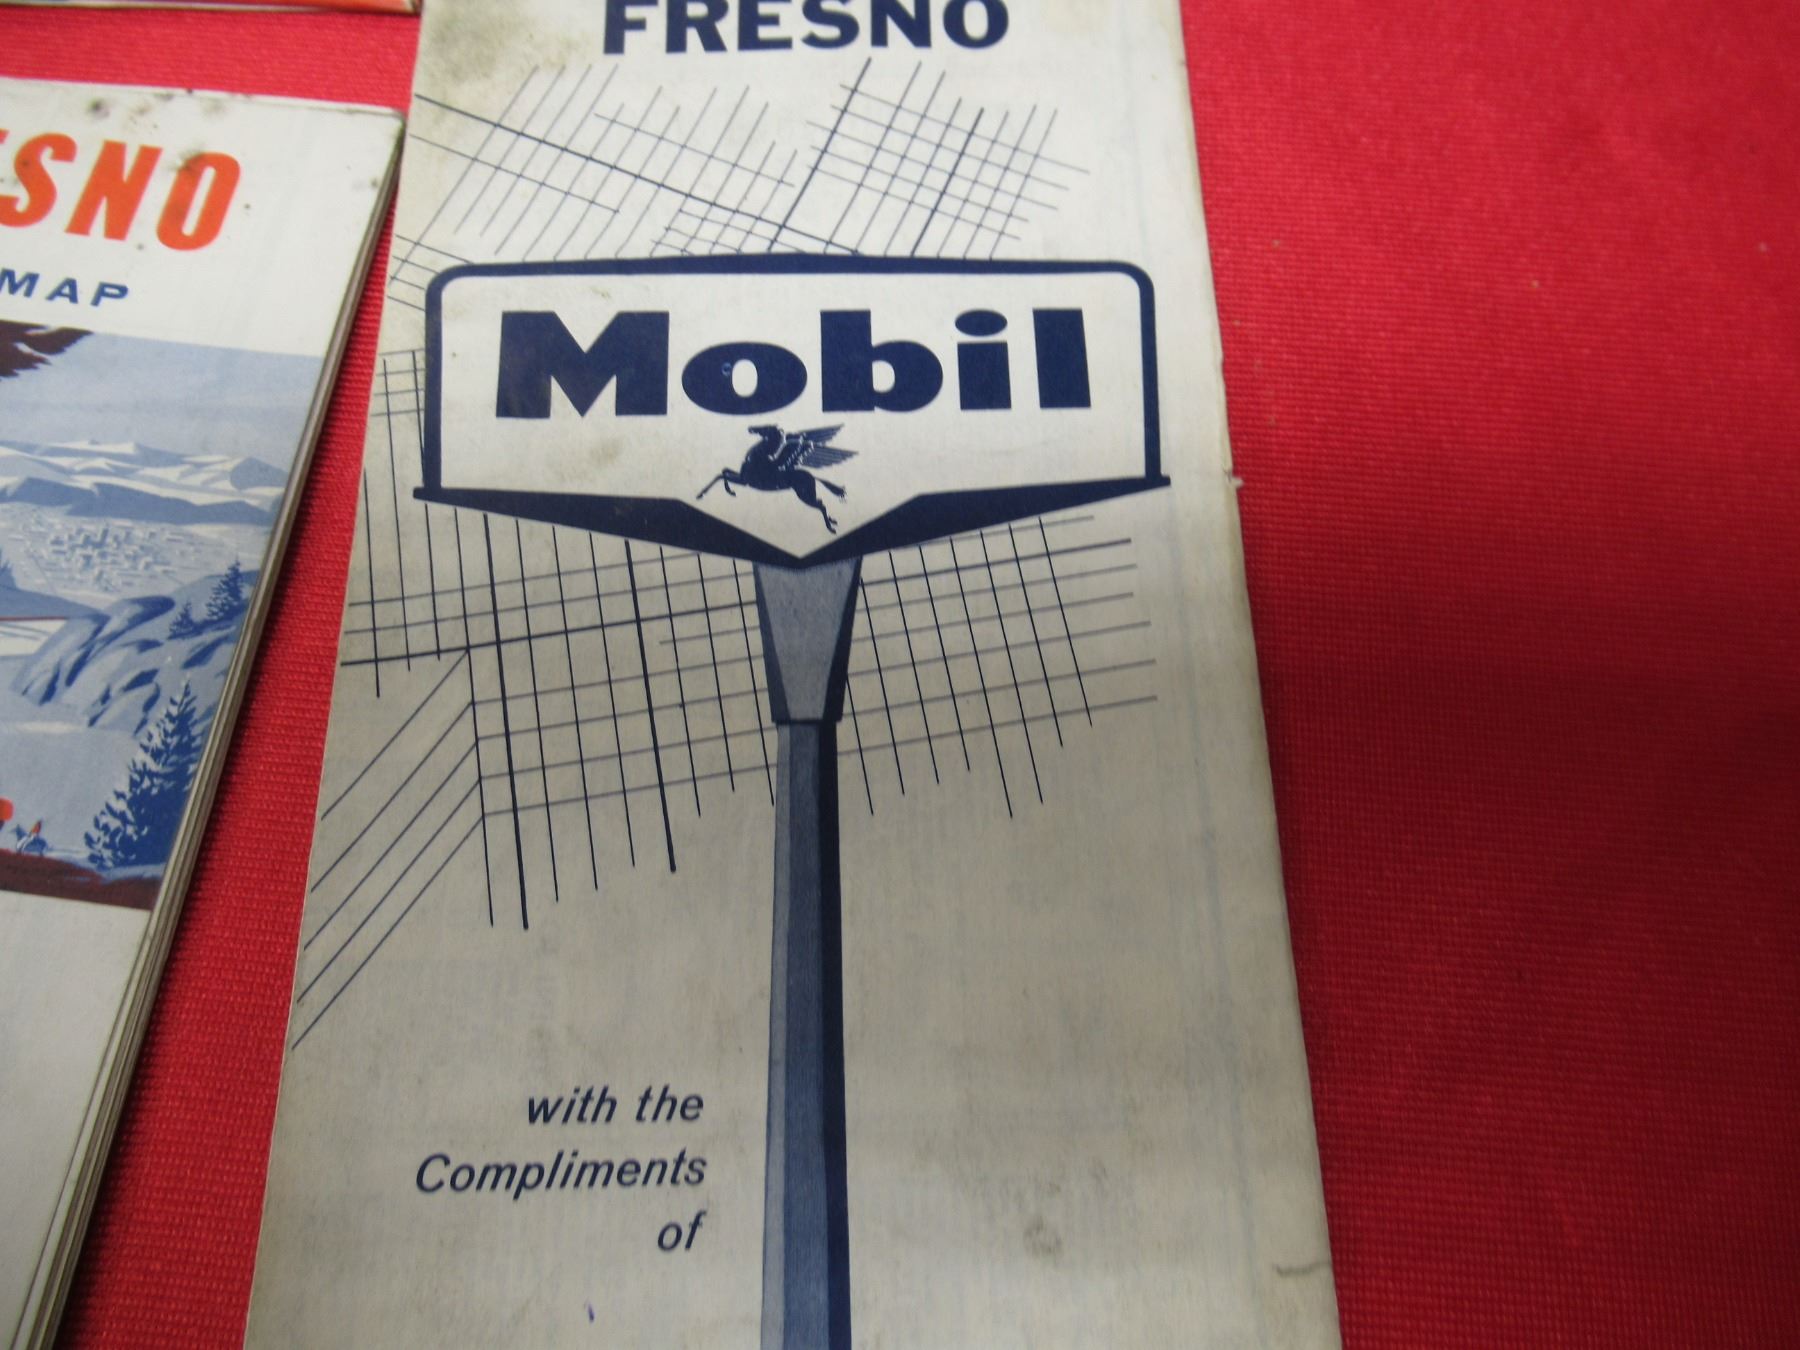 FRESNO
Mobil
with the
Compliments
of
SNO
MAP